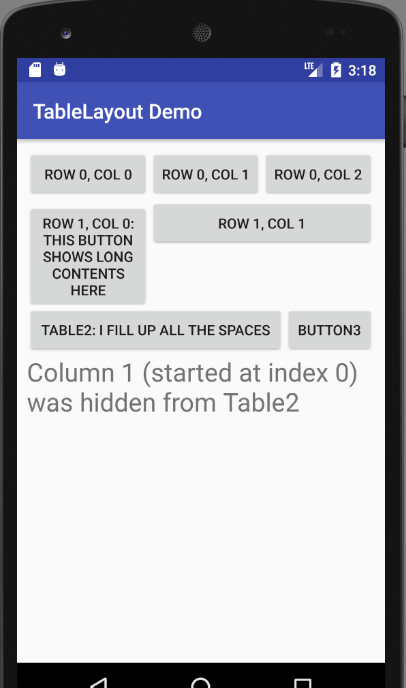 LTE 3:18
TableLayout Demo
ROW 0, COL 0 ROW 0, COL 1 ROW 0, COL 2
ROW 1, COL 0:
THIS BUTTON
SHOWS LONG
CONTENTS
HERE
ROW 1, COL 1
TABLE2: I FILL UP ALL THE SPACES BUTTON3
Column 1 (started at index 0)
was hidden from Table2